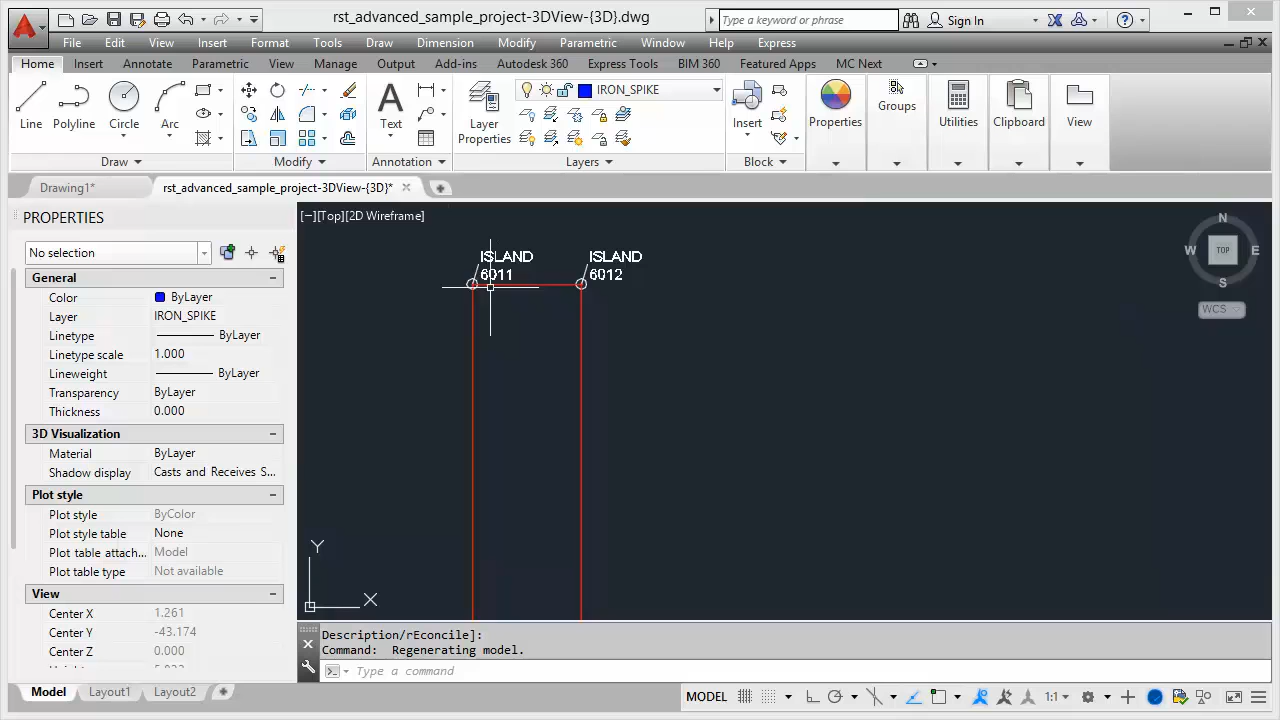 rst_advanced_sample_project-3DView-{3D}.dwg
Type a keyword or phrase
Sign In
File Edit View Insert Format Tools Draw Dimension Modify Parametric Window Help Express
Home Insert Annotate Parametric View Manage Output Add-ins Autodesk 360 Express Tools BIM 360 Featured Apps MC Next
Line Polyline Circle Arc
Text
Layer Properties
IRON_SPIKE
Insert
Properties
Groups
Utilities
Clipboard
View
Draw Modify Annotation Layers Block
Drawing1*
rst_advanced_sample_project-3DView-{3D}*
PROPERTIES
No selection
General
Color ByLayer
Layer IRON_SPIKE
Linetype ByLayer
Linetype scale 1.000
Lineweight ByLayer
Transparency ByLayer
Thickness 0.000
3D Visualization
Material ByLayer
Shadow display Casts and Receives S...
Plot style
Plot style ByColor
Plot style table None
Plot table attach... Model
Plot table type Not available
View
Center X 1.261
Center Y -43.174
Center Z 0.000
[−][Top][2D Wireframe]
ISLAND
6011
ISLAND
6012
N
W TOP E
S
WCS
Y
X
Description/rEconcile]:
Command: Regenerating model.
Type a command
Model Layout1 Layout2
MODEL
1:1